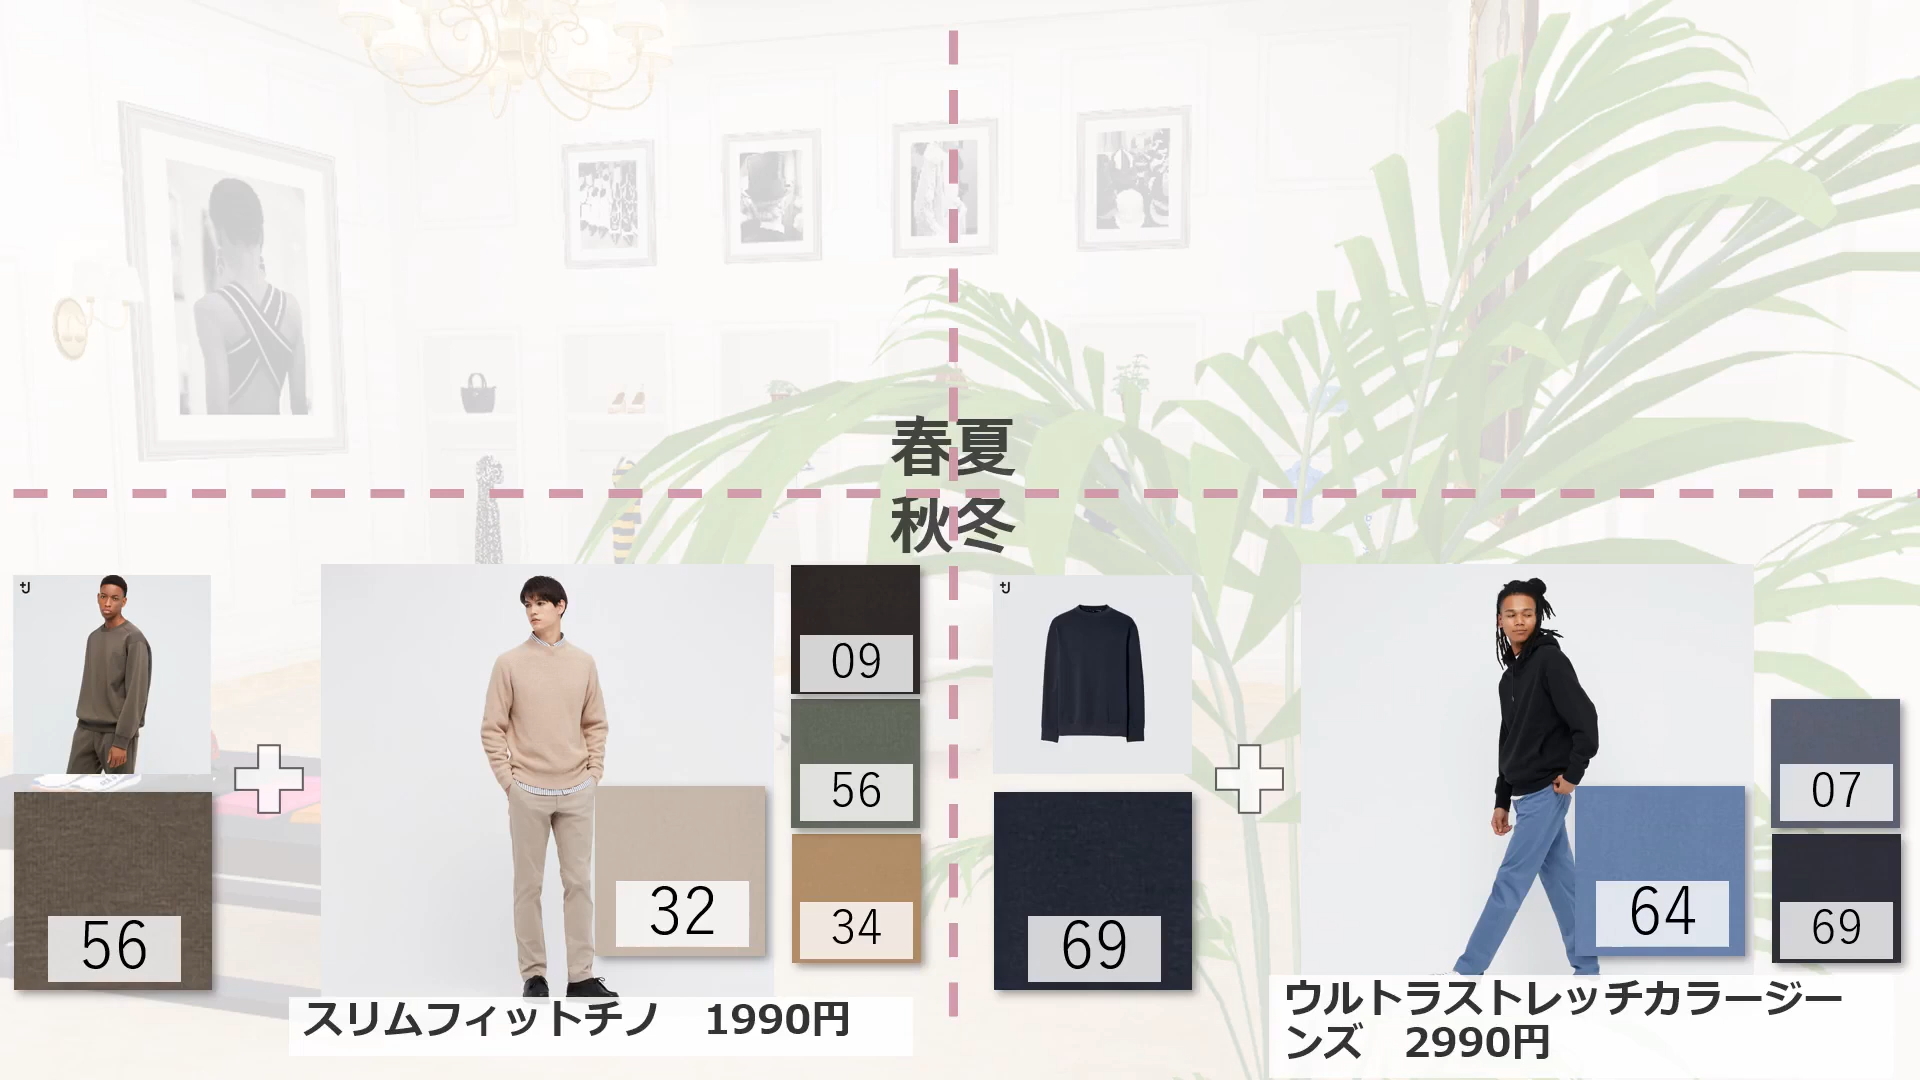 春夏
秋冬
+J
56
32
09
56
34
スリムフィットチノ 1990円
+J
69
64
07
69
ウルトラストレッチカラージー
ンズ 2990円